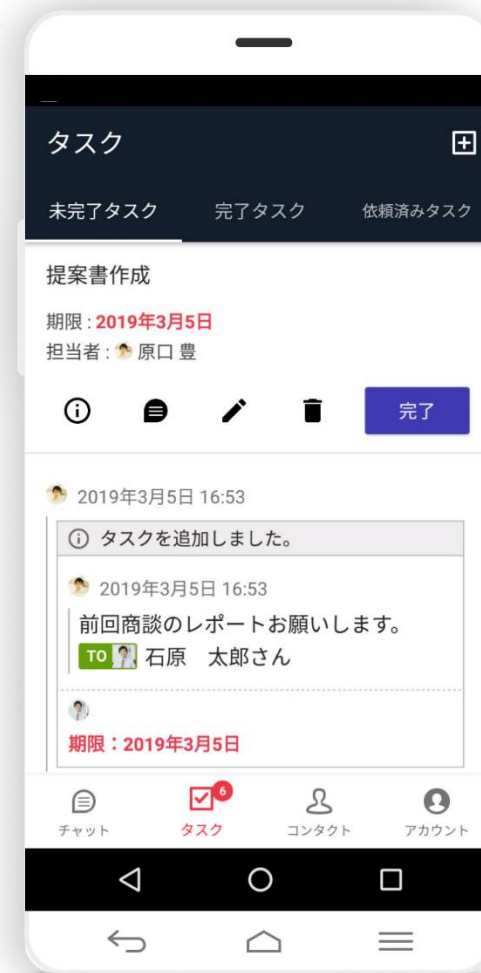 タスク
未完了タスク 完了タスク 依頼済みタスク
提案書作成
期限 : 2019年3月5日
担当者 : 原口 豊
完了
2019年3月5日 16:53
タスクを追加しました。
2019年3月5日 16:53
前回商談のレポートお願いします。
TO 石原　太郎さん
期限：2019年3月5日
6
チャット タスク コンタクト アカウント